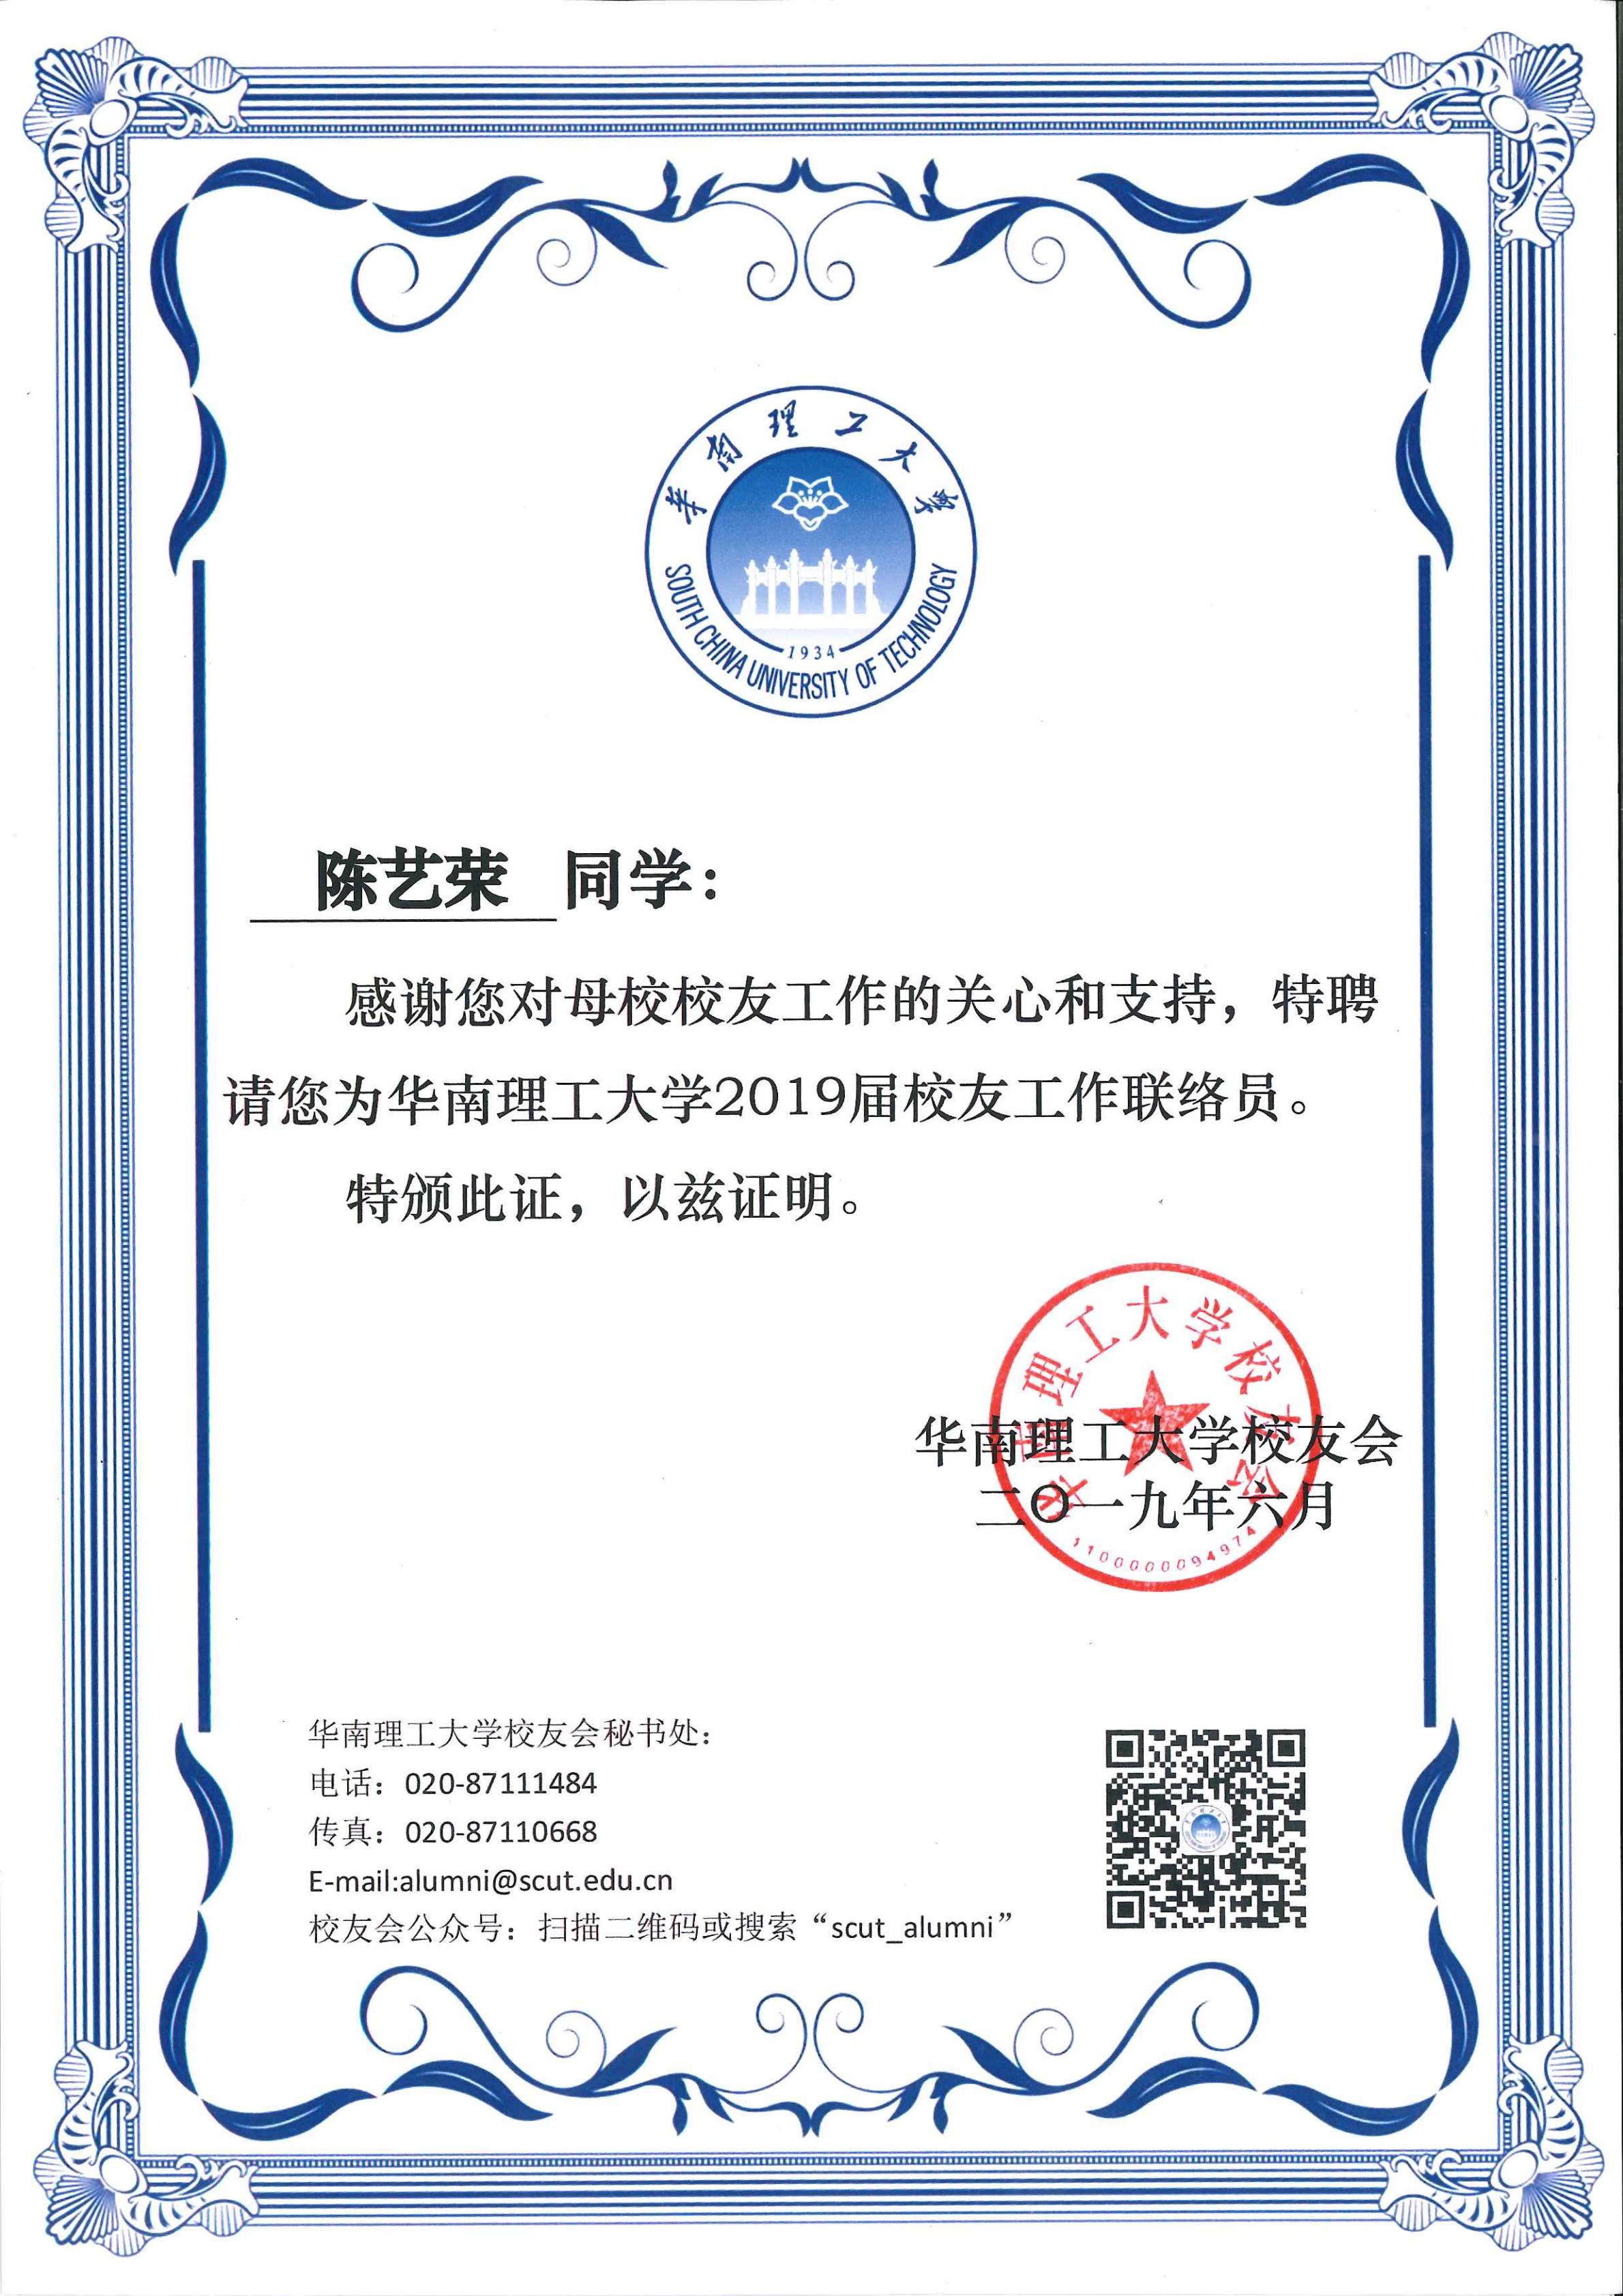 华南理工大学
SOUTH CHINA UNIVERSITY OF TECHNOLOGY
1934
陈艺荣 同学：
感谢您对母校校友工作的关心和支持，特聘
请您为华南理工大学2019届校友工作联络员。
特颁此证，以兹证明。
华南理工大学校友会
华南理工大学校友会
二〇一九年六月
1100000094974
华南理工大学校友会秘书处：
电话：020-87111484
传真：020-87110668
E-mail:alumni@scut.edu.cn
校友会公众号：扫描二维码或搜索“scut_alumni”